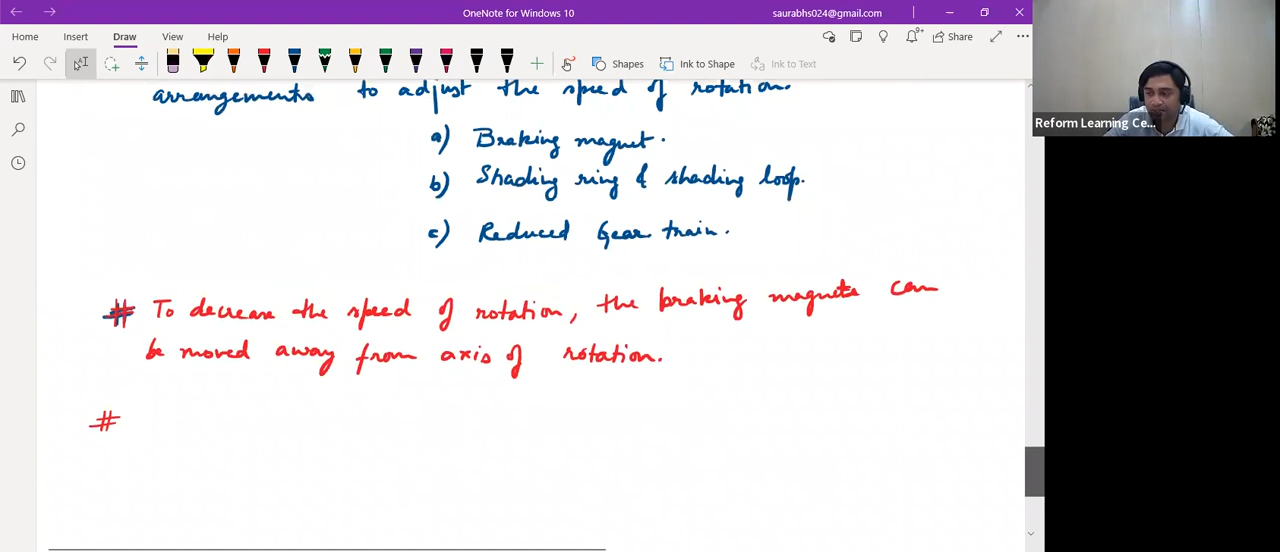 OneNote for Windows 10
saurabhs024@gmail.com
Home Insert Draw View Help
Share
Shapes
Ink to Shape
Ink to Text
Reform Learning Ce...
arrangements to adjust the speed of rotation.
a) Braking magnet.
b) Shading ring & shading loop.
c) Reduced Gear train.
# To decrease the speed of rotation, the braking magnets can
be moved away from axis of rotation.
#